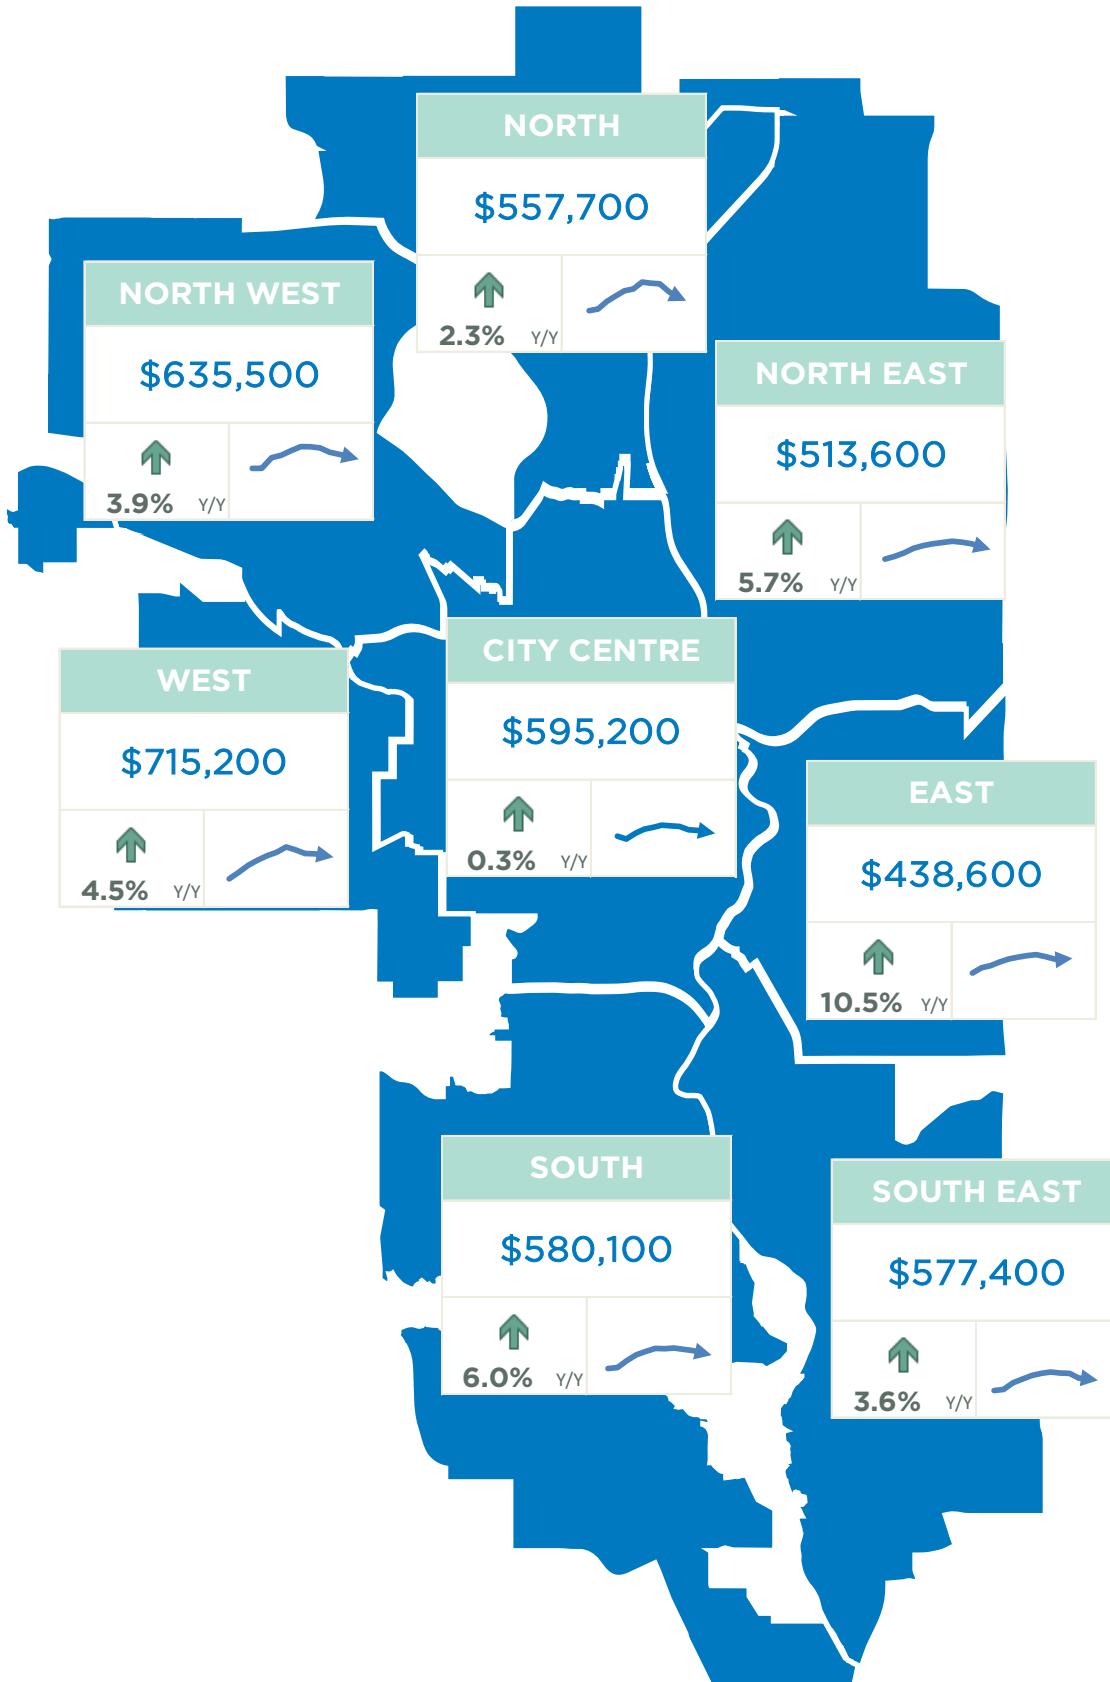 NORTH
$557,700
2.3% Y/Y
NORTH WEST
$635,500
3.9% Y/Y
NORTH EAST
$513,600
5.7% Y/Y
CITY CENTRE
$595,200
0.3% Y/Y
WEST
$715,200
4.5% Y/Y
EAST
$438,600
10.5% Y/Y
SOUTH
$580,100
6.0% Y/Y
SOUTH EAST
$577,400
3.6% Y/Y